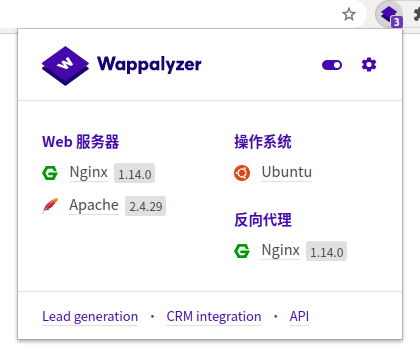 3
Wappalyzer
Web 服务器
Nginx 1.14.0
Apache 2.4.29
操作系统
Ubuntu
反向代理
Nginx 1.14.0
Lead generation • CRM integration • API